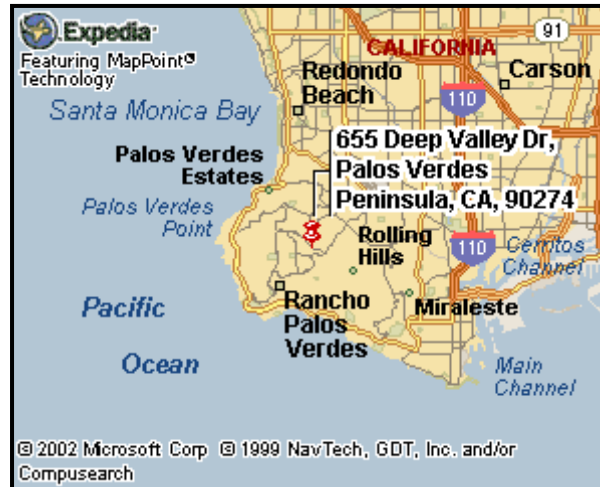 Expedia
Featuring MapPoint®
Technology
CALIFORNIA
91
Redondo
Beach
Carson
110
Santa Monica Bay
655 Deep Valley Dr,
Palos Verdes
Peninsula, CA, 90274
Palos Verdes
Estates
Palos Verdes
Point
Rolling
Hills
110
Cerritos
Channel
Pacific
Ocean
Rancho
Palos
Verdes
Miraleste
Main
Channel
© 2002 Microsoft Corp © 1999 NavTech, GDT, Inc. and/or
Compusearch